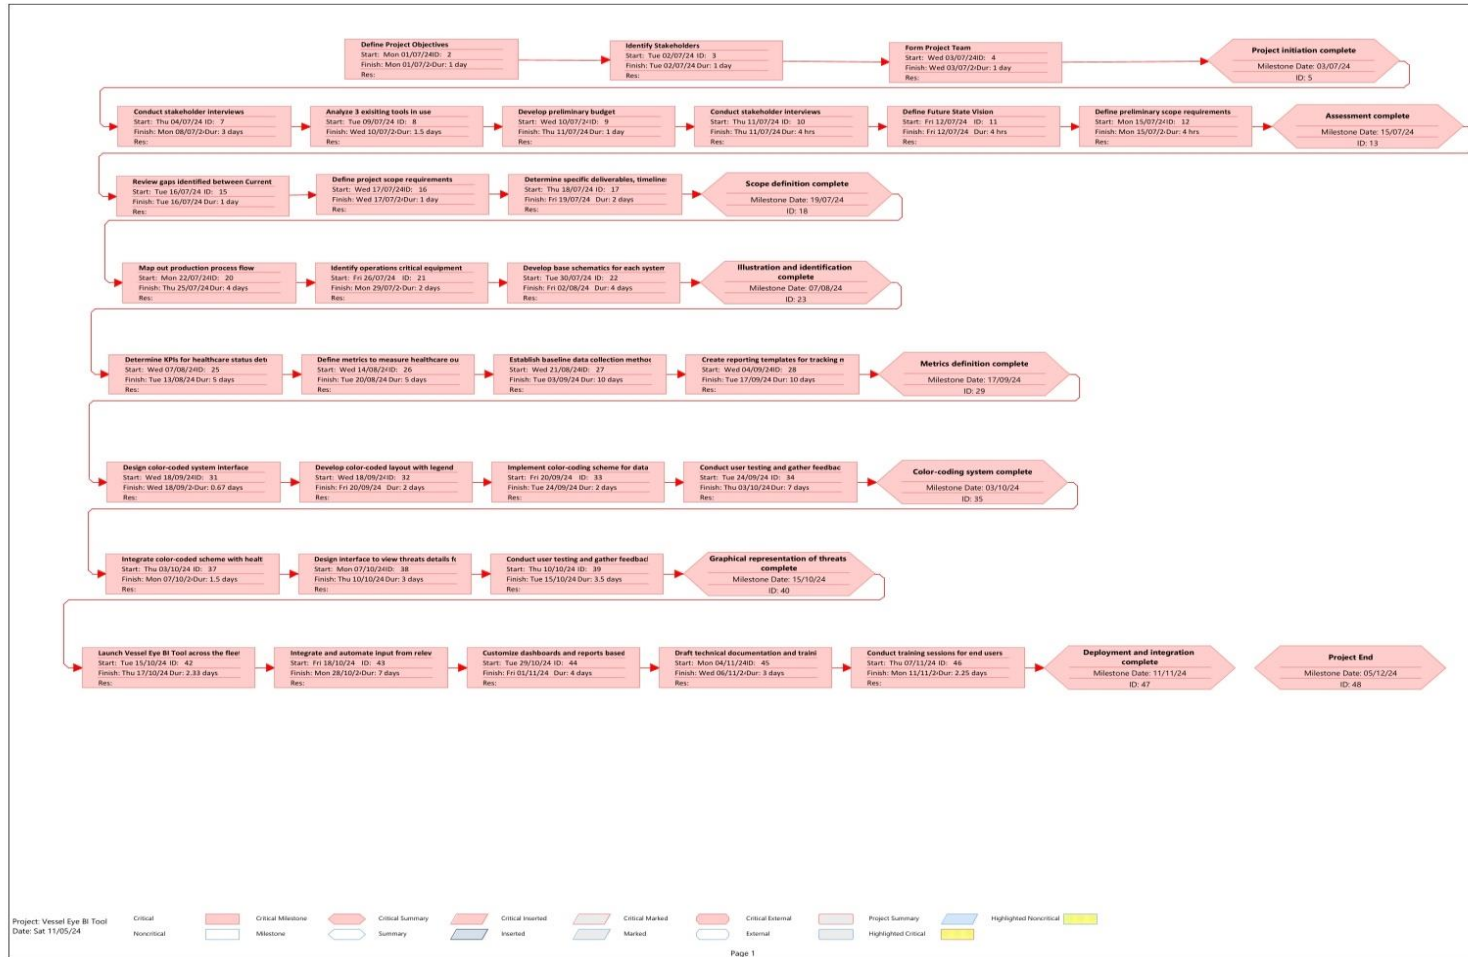 Define Project Objectives
Start: Mon 01/07/24 ID: 2
Finish: Mon 01/07/24 Dur: 1 day
Res:
Identify Stakeholders
Start: Tue 02/07/24 ID: 3
Finish: Tue 02/07/24 Dur: 1 day
Res:
Form Project Team
Start: Wed 03/07/24 ID: 4
Finish: Wed 03/07/2 Dur: 1 day
Res:
Project initiation complete
Milestone Date: 03/07/24
ID: 5
Conduct stakeholder interviews
Start: Thu 04/07/24 ID: 7
Finish: Mon 08/07/2 Dur: 3 days
Res:
Analyze 3 exisiting tools in use
Start: Tue 09/07/24 ID: 8
Finish: Wed 10/07/2 Dur: 1.5 days
Res:
Develop preliminary budget
Start: Wed 10/07/2 ID: 9
Finish: Thu 11/07/24 Dur: 1 day
Res:
Conduct stakeholder interviews
Start: Thu 11/07/24 ID: 10
Finish: Thu 11/07/24 Dur: 4 hrs
Res:
Define Future State Vision
Start: Fri 12/07/24 ID: 11
Finish: Fri 12/07/24 Dur: 4 hrs
Res:
Define preliminary scope requirements
Start: Mon 15/07/2 ID: 12
Finish: Mon 15/07/2 Dur: 4 hrs
Res:
Assessment complete
Milestone Date: 15/07/24
ID: 13
Review gaps identified between Current
Start: Tue 16/07/24 ID: 15
Finish: Tue 16/07/24 Dur: 1 day
Res:
Define project scope requirements
Start: Wed 17/07/24 ID: 16
Finish: Wed 17/07/2 Dur: 1 day
Res:
Determine specific deliverables, timeline
Start: Thu 18/07/24 ID: 17
Finish: Fri 19/07/24 Dur: 2 days
Res:
Scope definition complete
Milestone Date: 19/07/24
ID: 18
Map out production process flow
Start: Mon 22/07/24 ID: 20
Finish: Thu 25/07/24 Dur: 4 days
Res:
Identify operations critical equipment
Start: Fri 26/07/24 ID: 21
Finish: Mon 29/07/2 Dur: 2 days
Res:
Develop base schematics for each system
Start: Tue 30/07/24 ID: 22
Finish: Fri 02/08/24 Dur: 4 days
Res:
Illustration and identification
complete
Milestone Date: 07/08/24
ID: 23
Determine KPIs for healthcare status det
Start: Wed 07/08/24 ID: 25
Finish: Tue 13/08/24 Dur: 5 days
Res:
Define metrics to measure healthcare ou
Start: Wed 14/08/2 ID: 26
Finish: Tue 20/08/24 Dur: 5 days
Res:
Establish baseline data collection method
Start: Wed 21/08/24 ID: 27
Finish: Tue 03/09/24 Dur: 10 days
Res:
Create reporting templates for tracking n
Start: Wed 04/09/24 ID: 28
Finish: Tue 17/09/24 Dur: 10 days
Res:
Metrics definition complete
Milestone Date: 17/09/24
ID: 29
Design color-coded system interface
Start: Wed 18/09/24 ID: 31
Finish: Wed 18/09/2 Dur: 0.67 days
Res:
Develop color-coded layout with legend
Start: Wed 18/09/24 ID: 32
Finish: Fri 20/09/24 Dur: 2 days
Res:
Implement color-coding scheme for data
Start: Fri 20/09/24 ID: 33
Finish: Tue 24/09/24 Dur: 2 days
Res:
Conduct user testing and gather feedbac
Start: Tue 24/09/24 ID: 34
Finish: Thu 03/10/24 Dur: 7 days
Res:
Color-coding system complete
Milestone Date: 03/10/24
ID: 35
Integrate color-coded scheme with healt
Start: Thu 03/10/24 ID: 37
Finish: Mon 07/10/2 Dur: 1.5 days
Res:
Design interface to view threats details f
Start: Mon 07/10/24 ID: 38
Finish: Thu 10/10/24 Dur: 3 days
Res:
Conduct user testing and gather feedbac
Start: Thu 10/10/24 ID: 39
Finish: Tue 15/10/24 Dur: 3.5 days
Res:
Graphical representation of threats
complete
Milestone Date: 15/10/24
ID: 40
Launch Vessel Eye BI Tool across the flee
Start: Tue 15/10/24 ID: 42
Finish: Thu 17/10/24 Dur: 2.33 days
Res:
Integrate and automate input from relev
Start: Fri 18/10/24 ID: 43
Finish: Mon 28/10/2 Dur: 7 days
Res:
Customize dashboards and reports based
Start: Tue 29/10/24 ID: 44
Finish: Fri 01/11/24 Dur: 4 days
Res:
Draft technical documentation and traini
Start: Mon 04/11/24 ID: 45
Finish: Wed 06/11/2 Dur: 3 days
Res:
Conduct training sessions for end users
Start: Thu 07/11/24 ID: 46
Finish: Mon 11/11/2 Dur: 2.25 days
Res:
Deployment and integration
complete
Milestone Date: 11/11/24
ID: 47
Project End
Milestone Date: 05/12/24
ID: 48
Project: Vessel Eye BI Tool
Date: Sat 11/05/24
Critical
Critical Milestone
Critical Summary
Critical Inserted
Critical Marked
Critical External
Project Summary
Highlighted Noncritical
Noncritical
Milestone
Summary
Inserted
Marked
External
Highlighted Critical
Page 1